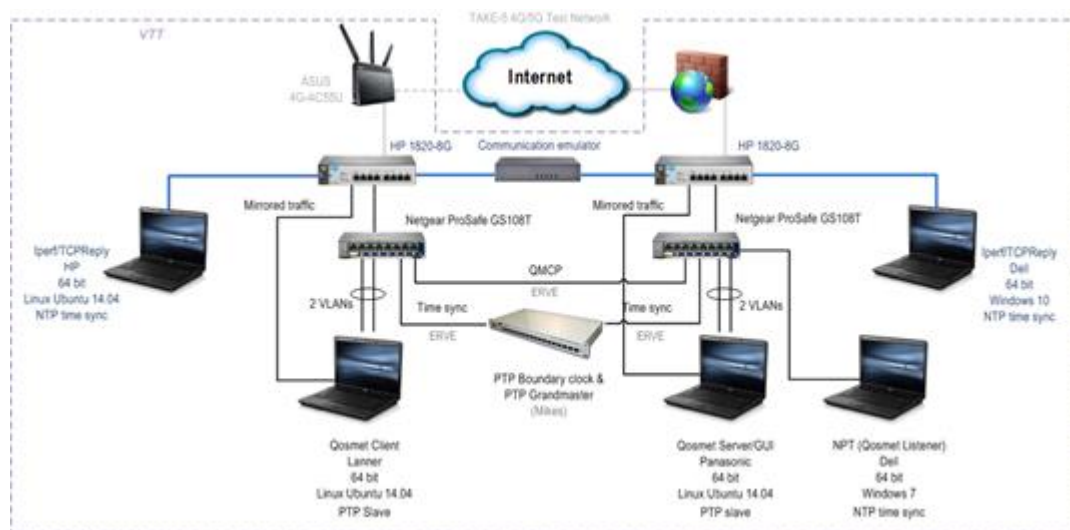 TAKE-5 4G/5G Test Network
VTT
Internet
ASUS
4G-AC55U
HP 1820-8G
Communication emulator
HP 1820-8G
Mirrored traffic
Mirrored traffic
Netgear ProSafe GS108T
Netgear ProSafe GS108T
Iperf/TCPReply
HP
64 bit
Linux Ubuntu 14.04
NTP time sync
Iperf/TCPReply
Dell
64 bit
Windows 10
NTP time sync
QMCP
ERVE
2 VLANs
Time sync
Time sync
2 VLANs
ERVE
ERVE
PTP Boundary clock &
PTP Grandmaster
(Mikes)
Qosmet Client
Lanner
64 bit
Linux Ubuntu 14.04
PTP Slave
Qosmet Server/GUI
Panasonic
64 bit
Linux Ubuntu 14.04
PTP slave
NPT (Qosmet Listener)
Dell
64 bit
Windows 7
NTP time sync